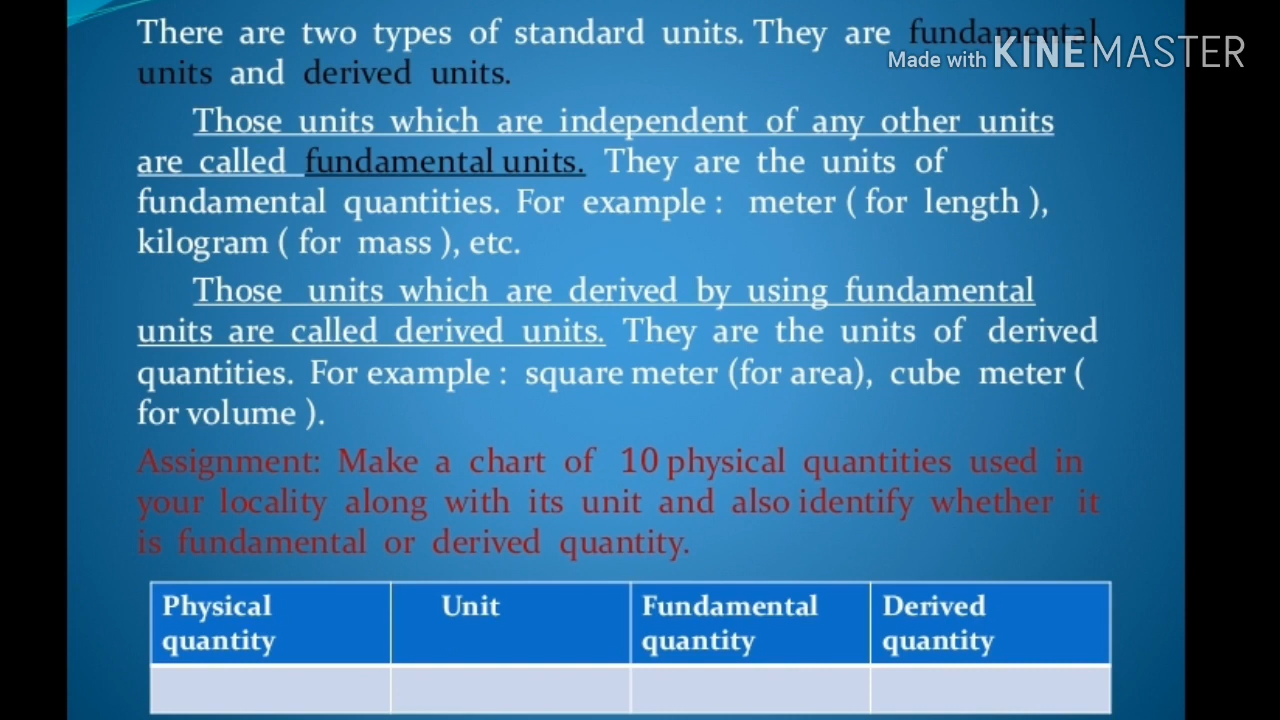 There are two types of standard units. They are fundamental
units and derived units.
Made with KINEMASTER
Those units which are independent of any other units
are called fundamental units. They are the units of
fundamental quantities. For example : meter ( for length ),
kilogram ( for mass ), etc.
Those units which are derived by using fundamental
units are called derived units. They are the units of derived
quantities. For example : square meter (for area), cube meter (
for volume ).
Assignment: Make a chart of 10 physical quantities used in
your locality along with its unit and also identify whether it
is fundamental or derived quantity.
Physical quantity
Unit
Fundamental quantity
Derived quantity